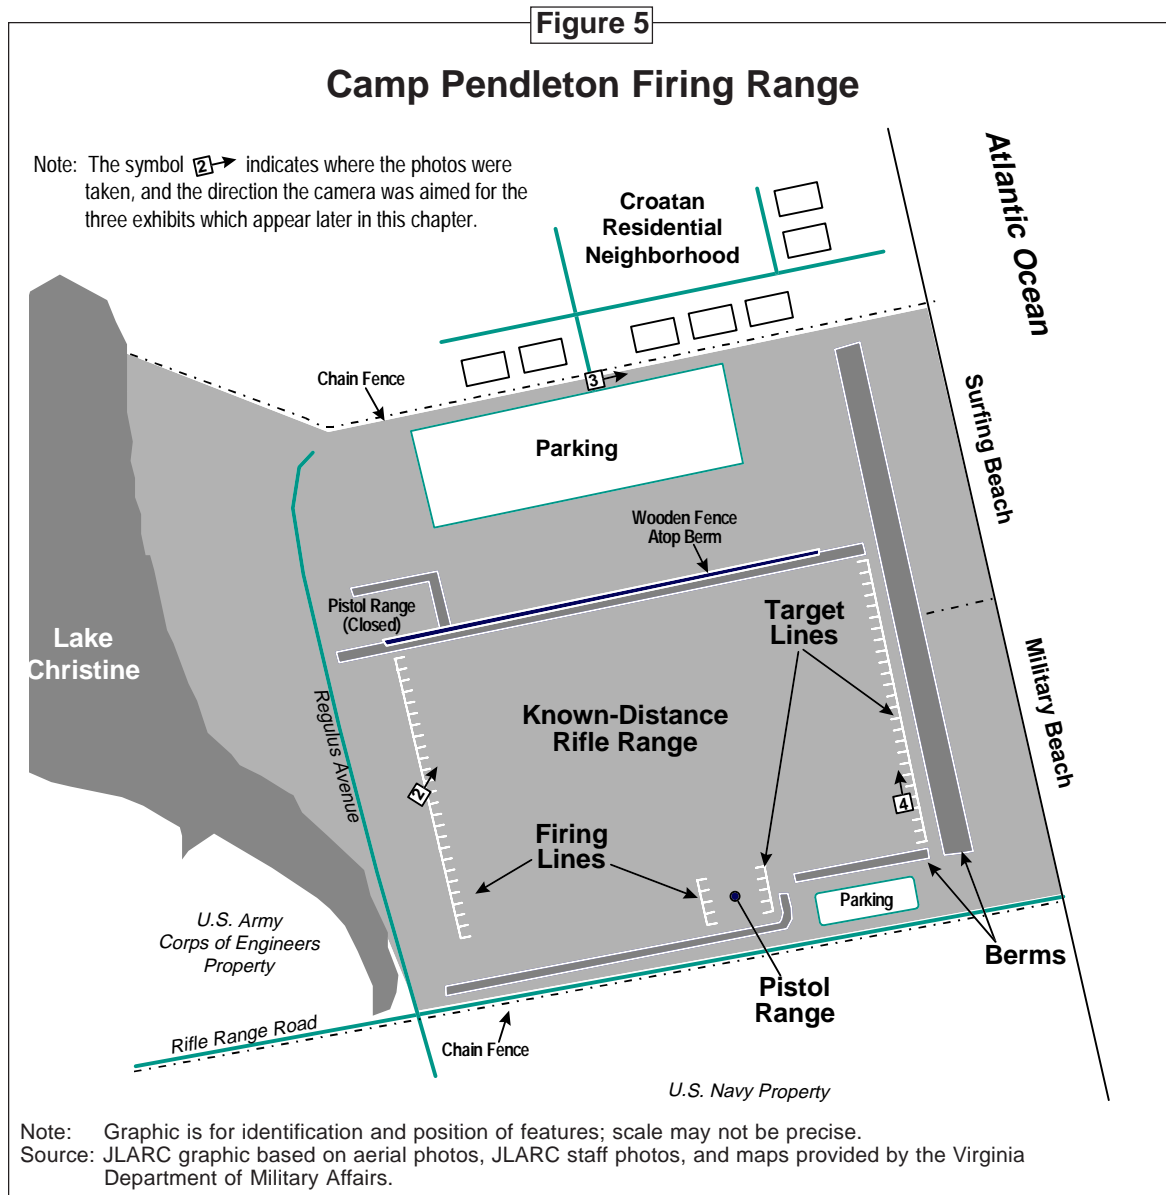 Figure 5
Camp Pendleton Firing Range
Note: The symbol 2 indicates where the photos were
taken, and the direction the camera was aimed for the
three exhibits which appear later in this chapter.
Croatan
Residential
Neighborhood
Atlantic Ocean
Chain Fence
3
Parking
Surfing Beach
Wooden Fence
Atop Berm
Pistol Range
(Closed)
Target
Lines
Lake
Christine
Military Beach
Regulus Avenue
Known-Distance
Rifle Range
2
4
Firing
Lines
Parking
U.S. Army
Corps of Engineers
Property
Berms
Pistol
Range
Rifle Range Road
Chain Fence
U.S. Navy Property
Note: Graphic is for identification and position of features; scale may not be precise.
Source: JLARC graphic based on aerial photos, JLARC staff photos, and maps provided by the Virginia
Department of Military Affairs.